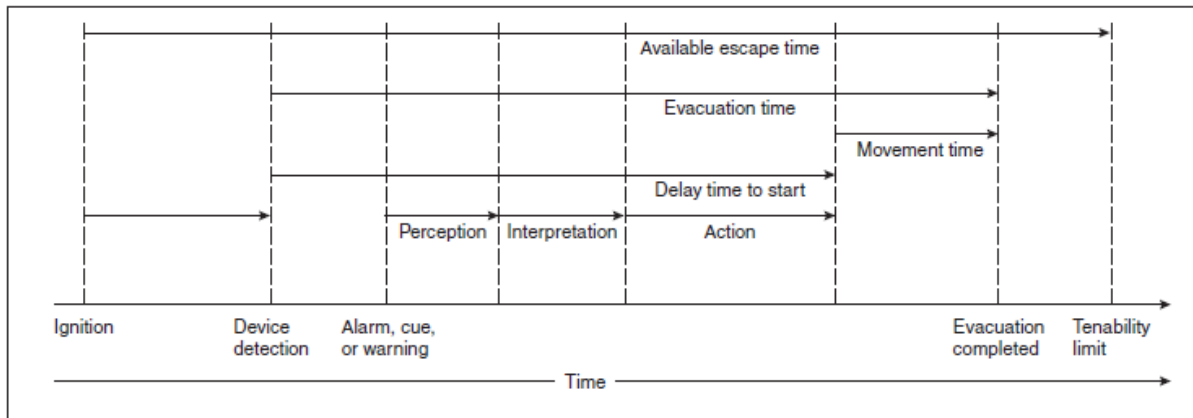 Available escape time
Evacuation time
Movement time
Delay time to start
Perception
Interpretation
Action
Ignition
Device
detection
Alarm, cue,
or warning
Evacuation
completed
Tenability
limit
Time